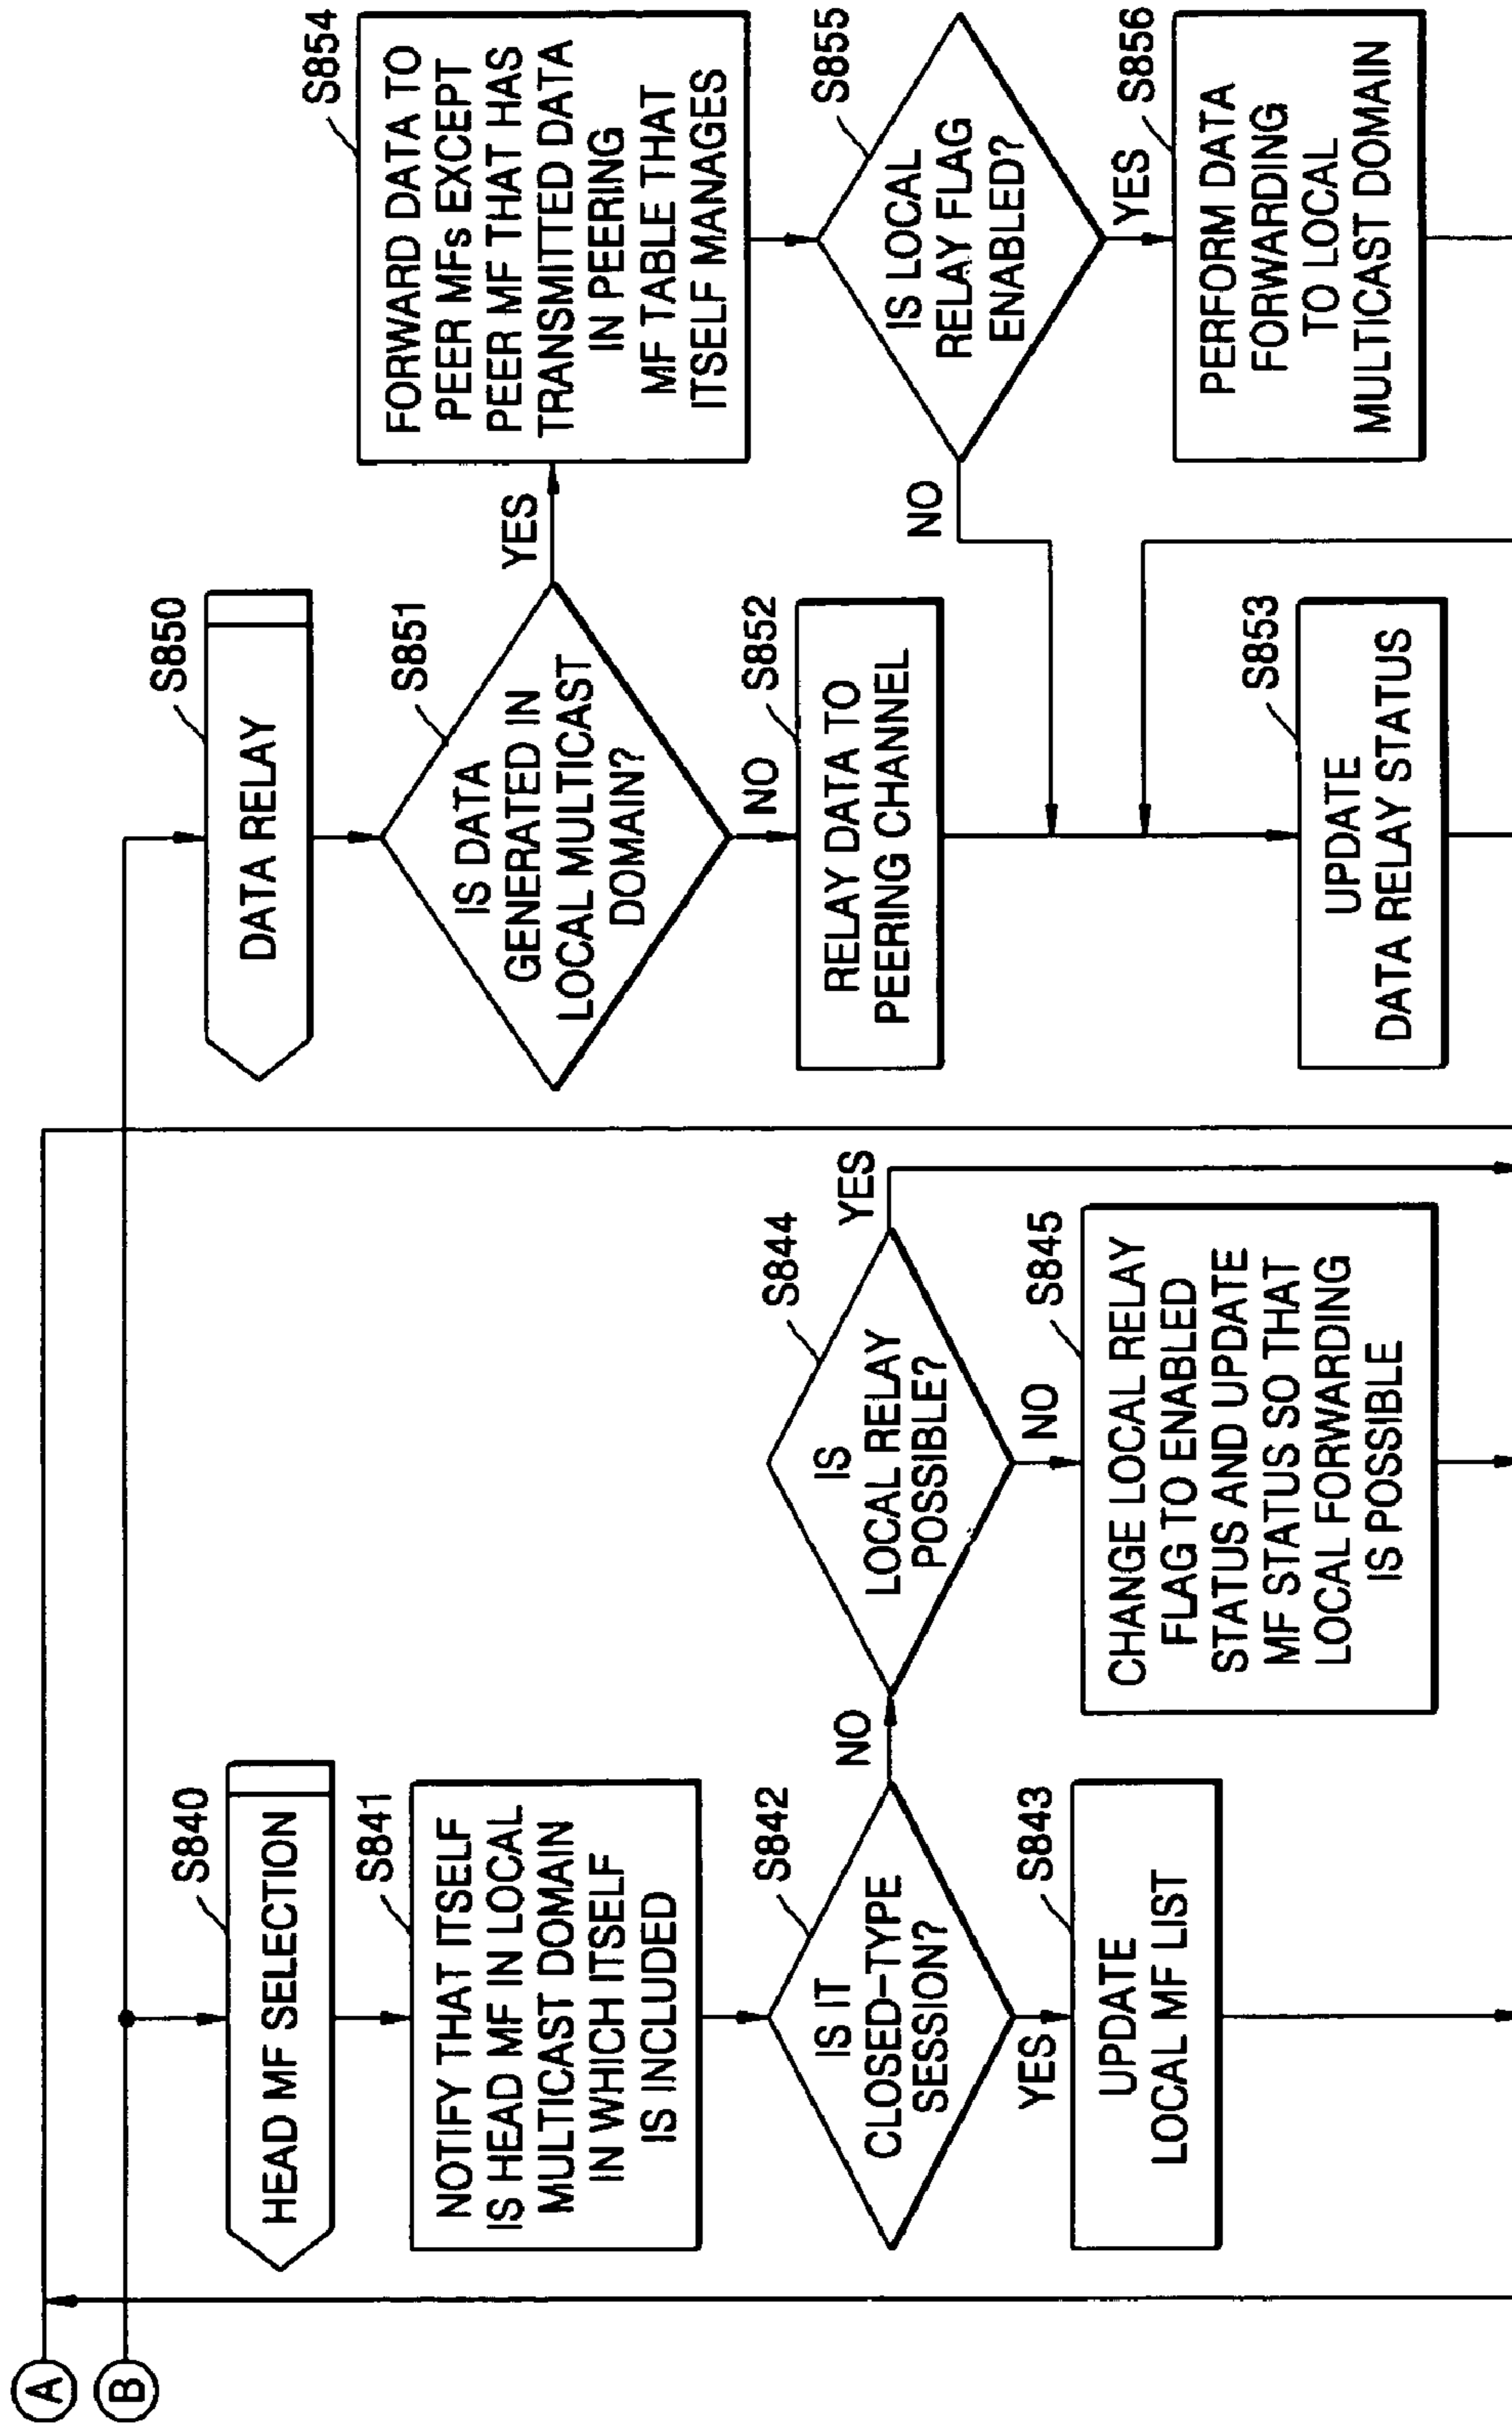 A
B
S840
HEAD MF SELECTION
S841
NOTIFY THAT ITSELF
IS HEAD MF IN LOCAL
MULTICAST DOMAIN
IN WHICH ITSELF
IS INCLUDED
S842
IS IT
CLOSED-TYPE
SESSION?
NO
YES
S843
UPDATE
LOCAL MF LIST
S844
IS
LOCAL RELAY
POSSIBLE?
YES
NO
S845
CHANGE LOCAL RELAY
FLAG TO ENABLED
STATUS AND UPDATE
MF STATUS SO THAT
LOCAL FORWARDING
IS POSSIBLE
S850
DATA RELAY
S851
IS DATA
GENERATED IN
LOCAL MULTICAST
DOMAIN?
YES
NO
S852
RELAY DATA TO
PEERING CHANNEL
S853
UPDATE
DATA RELAY STATUS
S854
FORWARD DATA TO
PEER MFs EXCEPT
PEER MF THAT HAS
TRANSMITTED DATA
IN PEERING
MF TABLE THAT
ITSELF MANAGES
S855
IS LOCAL
RELAY FLAG
ENABLED?
NO
YES
S856
PERFORM DATA
FORWARDING
TO LOCAL
MULTICAST DOMAIN